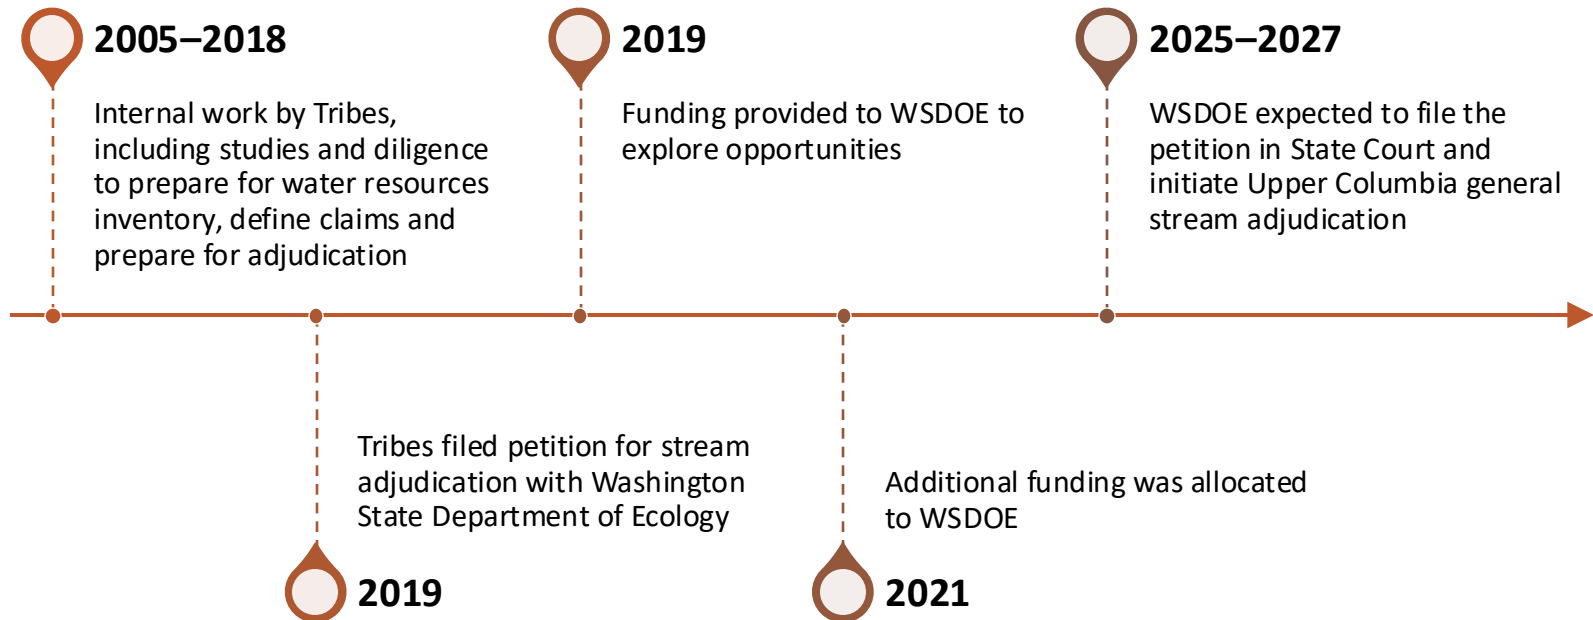 2005–2018
Internal work by Tribes,
including studies and diligence
to prepare for water resources
inventory, define claims and
prepare for adjudication
Tribes filed petition for stream
adjudication with Washington
State Department of Ecology
2019
2019
Funding provided to WSDOE to
explore opportunities
Additional funding was allocated
to WSDOE
2021
2025–2027
WSDOE expected to file the
petition in State Court and
initiate Upper Columbia general
stream adjudication